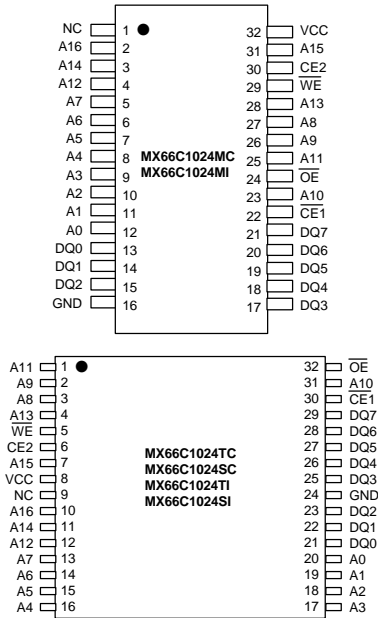 NC 1 32 VCC
A16 2 31 A15
A14 3 30 CE2
A12 4 29 WE
A7 5 28 A13
A6 6 27 A8
A5 7 26 A9
A4 8 MX66C1024MC 25 A11
A3 9 MX66C1024MI 24 OE
A2 10 23 A10
A1 11 22 CE1
A0 12 21 DQ7
DQ0 13 20 DQ6
DQ1 14 19 DQ5
DQ2 15 18 DQ4
GND 16 17 DQ3
A11 1 32 OE
A9 2 31 A10
A8 3 30 CE1
A13 4 29 DQ7
WE 5 28 DQ6
CE2 6 27 DQ5
A15 7 MX66C1024TC 26 DQ4
VCC 8 MX66C1024SC 25 DQ3
NC 9 MX66C1024TI 24 GND
A16 10 MX66C1024SI 23 DQ2
A14 11 22 DQ1
A12 12 21 DQ0
A7 13 20 A0
A6 14 19 A1
A5 15 18 A2
A4 16 17 A3